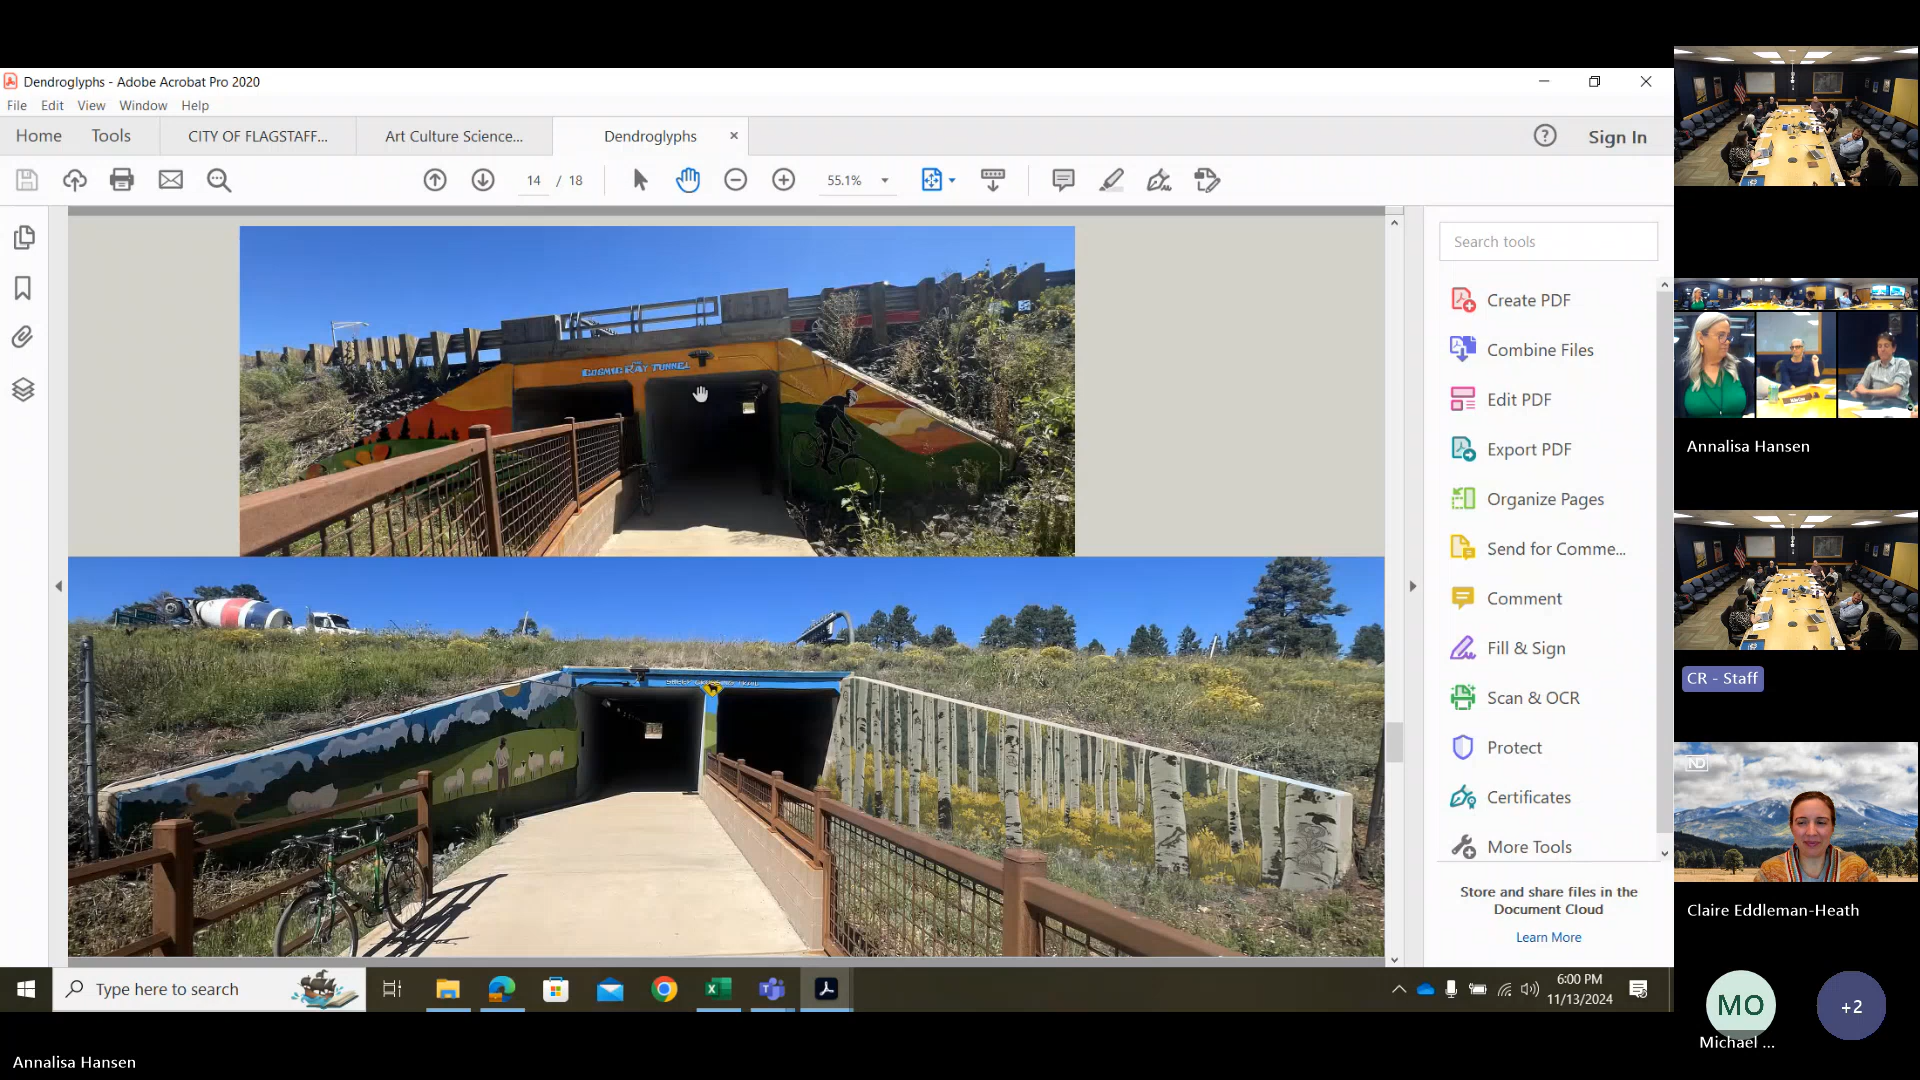 Dendroglyphs - Adobe Acrobat Pro 2020
File Edit View Window Help
Home Tools CITY OF FLAGSTAFF... Art Culture Science... Dendroglyphs × Sign In
14 / 18 55.1%
COSMIC RAY TUNNEL
Search tools
Create PDF
Combine Files
Edit PDF
Export PDF
Organize Pages
Send for Comme...
Comment
Fill & Sign
Scan & OCR
Protect
Certificates
More Tools
Store and share files in the
Document Cloud
Learn More
Type here to search
6:00 PM
11/13/2024
Annalisa Hansen
Annalisa Hansen
CR - Staff
ND
Claire Eddleman-Heath
MO
Michael ...
+2